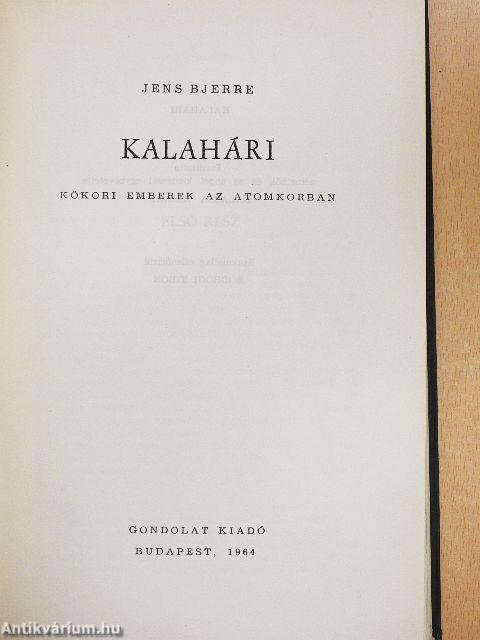 JENS BJERRE
KALAHÁRI
KŐKORI EMBEREK AZ ATOMKORBAN
GONDOLAT KIADÓ
BUDAPEST, 1964
Antikvárium.hu